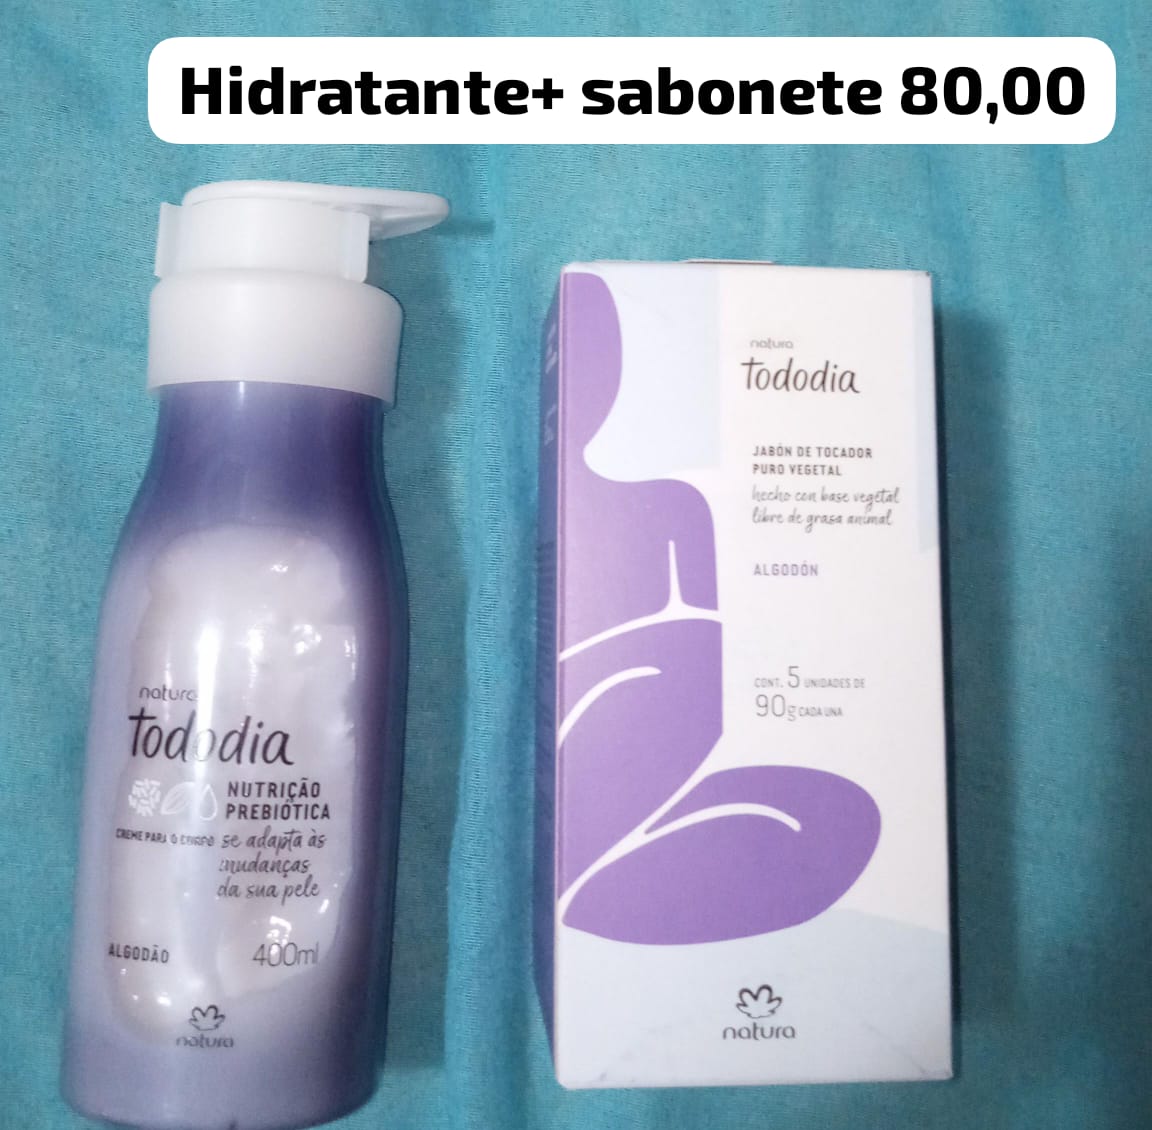 Hidratante+ sabonete 80,00
natura
tododia
NUTRIÇÃO
PREBIÓTICA
CREME PARA O CORPO
se adapta às
mudanças
da sua pele
ALGODÃO
400ml
natura
natura
tododia
JABÓN DE TOCADOR
PURO VEGETAL
hecho con base vegetal
libre de grasa animal
ALGODÓN
CONT. 5 UNIDADES DE
90g CADA UNA
natura